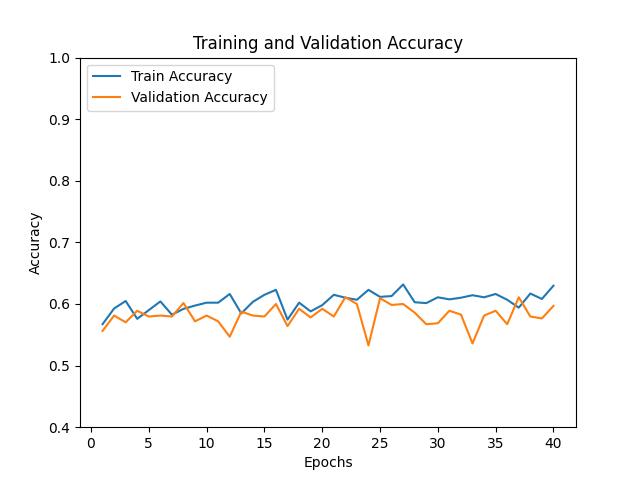 Training and Validation Accuracy
1.0
0.9
0.8
0.7
0.6
0.5
0.4
Accuracy
Train Accuracy
Validation Accuracy
0 5 10 15 20 25 30 35 40
Epochs